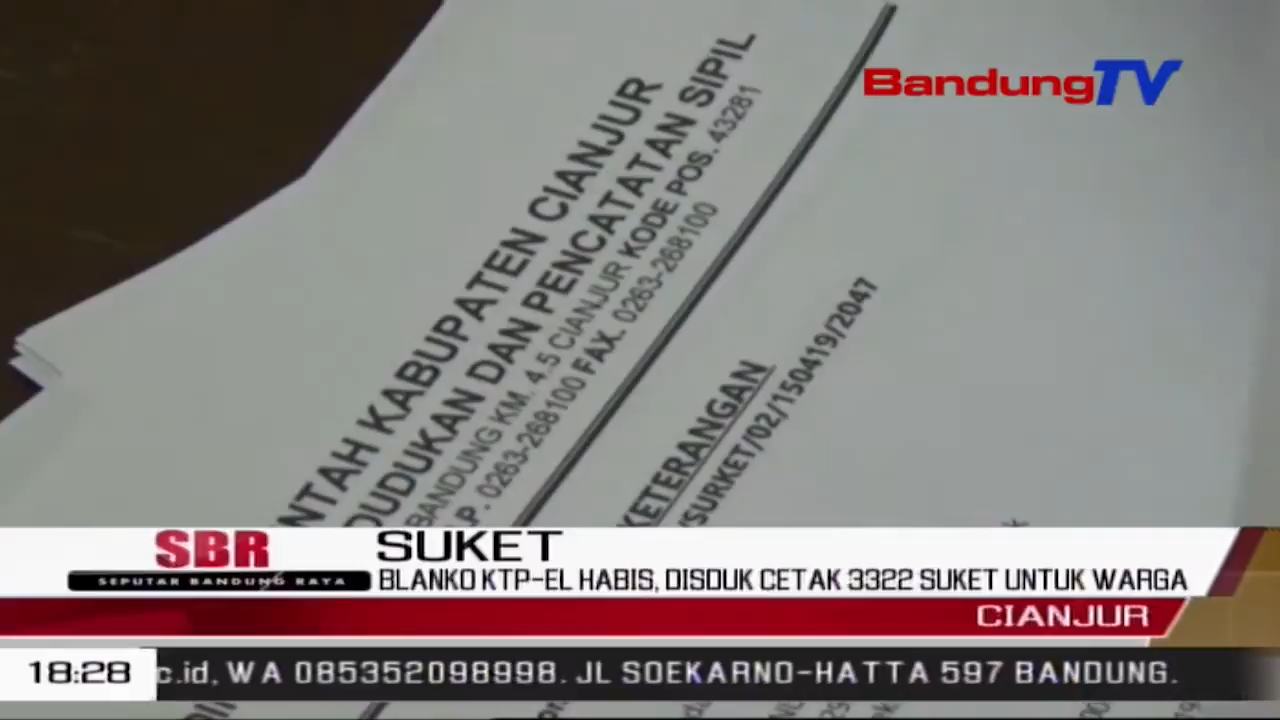 BandungTV
NTAH KABUPATEN CIANJUR
DUDUKAN DAN PENCATATAN SIPIL
BANDUNG KM. 4.5 CIANJUR KODE POS. 43281
P. 0263-268100 FAX. 0263-268100
KETERANGAN
/SURKET/02/150419/2047
SBR
SEPUTAR BANDUNG RAYA
SUKET
BLANKO KTP-EL HABIS, DISDUK CETAK 3322 SUKET UNTUK WARGA
CIANJUR
18:28
c.id, WA 085352098998. JL SOEKARNO-HATTA 597 BANDUNG.